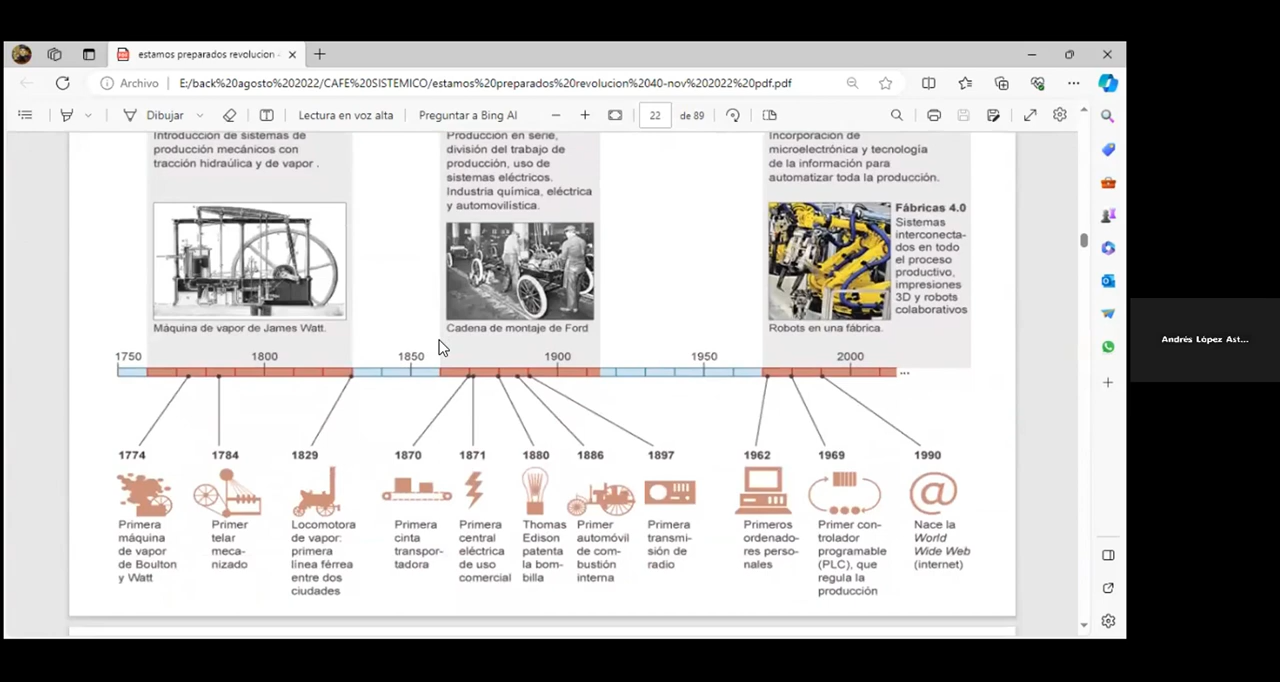 estamos preparados revolucion
Archivo
E:/back%20agosto%202022/CAFE%20SISTEMICO/estamos%20preparados%20revolucion%2040-nov%202022%20pdf.pdf
Dibujar
Lectura en voz alta
Preguntar a Bing AI
22
de 89
Introducción de sistemas de
producción mecánicos con
tracción hidráulica y de vapor .
Máquina de vapor de James Watt.
Producción en serie,
división del trabajo de
producción, uso de
sistemas eléctricos.
Industria química, eléctrica
y automovilística.
Cadena de montaje de Ford
Incorporación de
microelectrónica y tecnología
de la información para
automatizar toda la producción.
Fábricas 4.0
Sistemas
interconecta-
dos en todo
el proceso
productivo,
impresiones
3D y robots
colaborativos
Robots en una fábrica.
Andrés López Ast...
1750 1800 1850 1900 1950 2000
...
1774
Primera
máquina
de vapor
de Boulton
y Watt
1784
Primer
telar
meca-
nizado
1829
Locomotora
de vapor:
primera
línea férrea
entre dos
ciudades
1870
Primera
cinta
transpor-
tadora
1871
Primera
central
eléctrica
de uso
comercial
1880
Thomas
Edison
patenta
la bom-
billa
1886
Primer
automóvil
de com-
bustión
interna
1897
Primera
transmi-
sión de
radio
1962
Primeros
ordenado-
res perso-
nales
1969
Primer con-
trolador
programable
(PLC), que
regula la
producción
1990
@
Nace la
World
Wide Web
(internet)